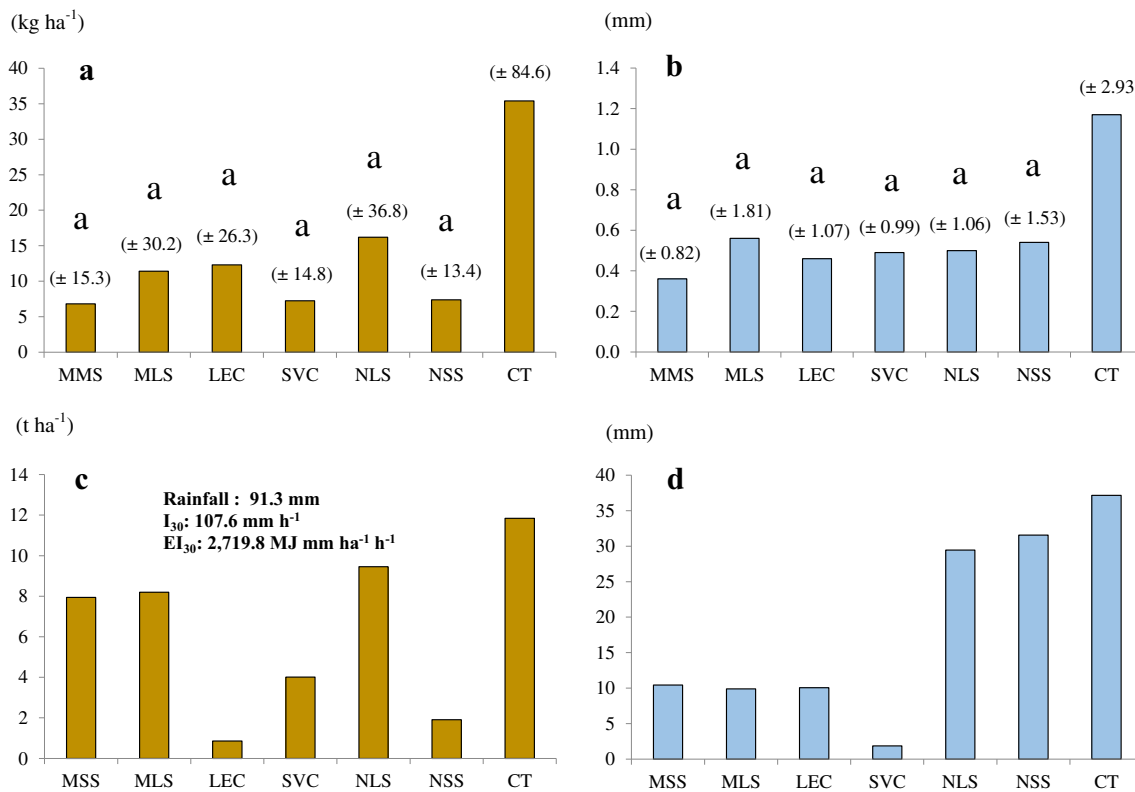 (kg ha⁻¹)
a
40
35
30
25
20
15
10
5
0
(± 15.3)
a
(± 30.2)
a
(± 26.3)
a
(± 14.8)
a
(± 36.8)
a
(± 13.4)
a
(± 84.6)
MMS MLS LEC SVC NLS NSS CT
(mm)
b
1.4
1.2
1.0
0.8
0.6
0.4
0.2
0.0
a
(± 0.82)
a
(± 1.81)
a
(± 1.07)
a
(± 0.99)
a
(± 1.06)
a
(± 1.53)
(± 2.93
MMS MLS LEC SVC NLS NSS CT
(t ha⁻¹)
c
14
12
10
8
6
4
2
0
Rainfall : 91.3 mm
I₃₀: 107.6 mm h⁻¹
EI₃₀: 2,719.8 MJ mm ha⁻¹ h⁻¹
MSS MLS LEC SVC NLS NSS CT
(mm)
d
40
35
30
25
20
15
10
5
0
MSS MLS LEC SVC NLS NSS CT